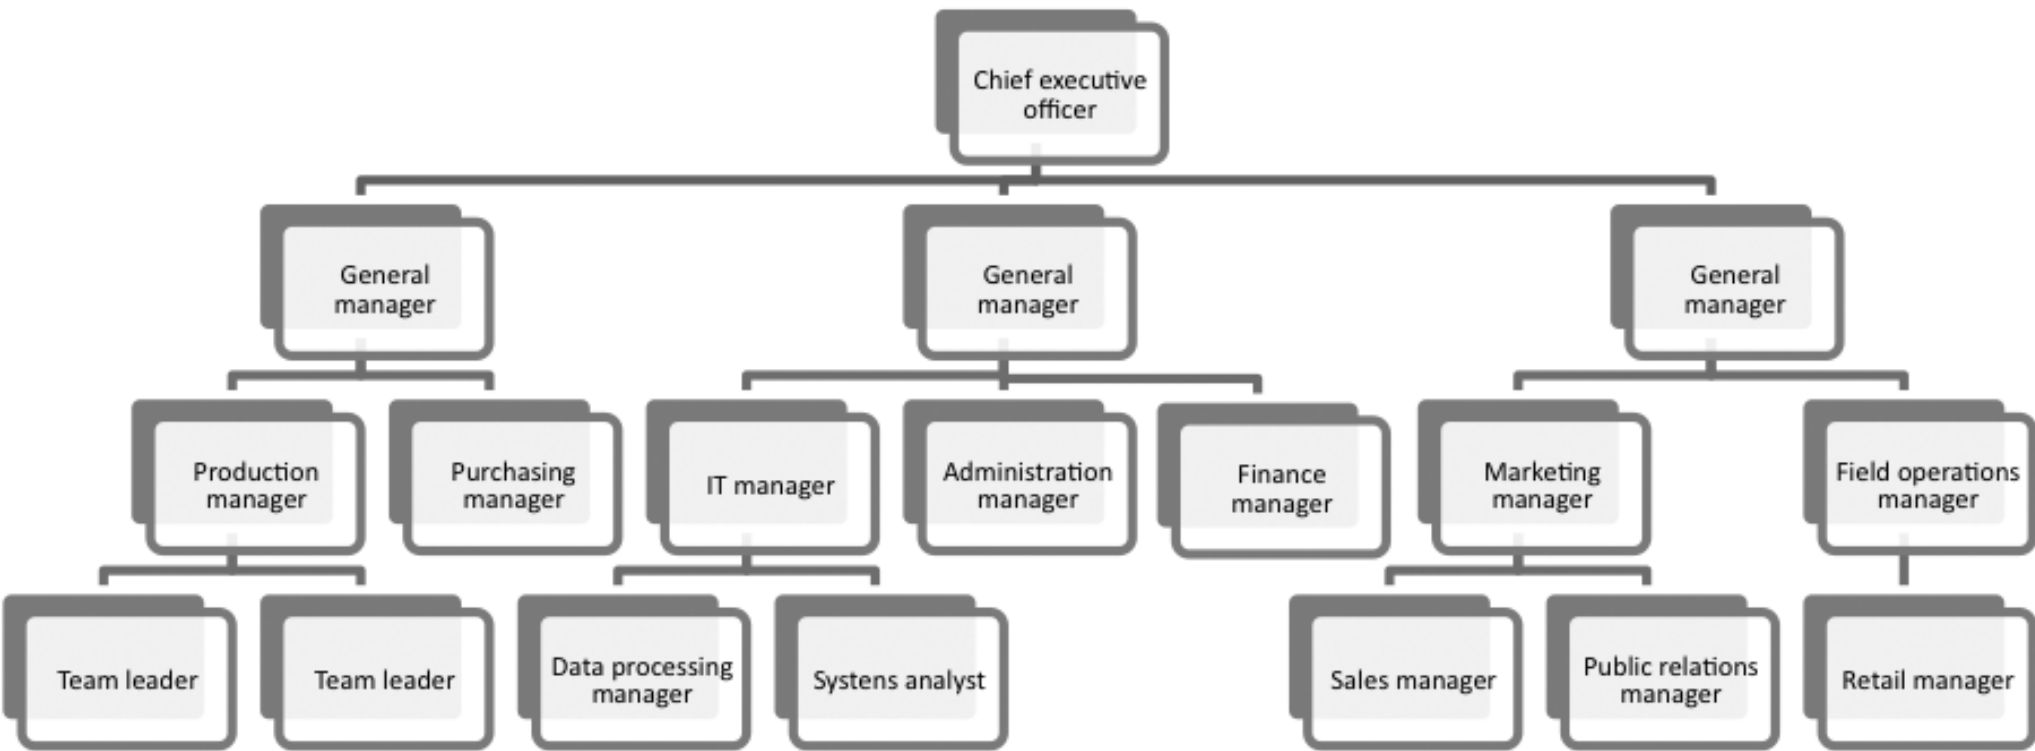 Chief executive
officer
General
manager
General
manager
General
manager
Production
manager
Purchasing
manager
IT manager
Administration
manager
Finance
manager
Marketing
manager
Field operations
manager
Team leader
Team leader
Data processing
manager
Systens analyst
Sales manager
Public relations
manager
Retail manager